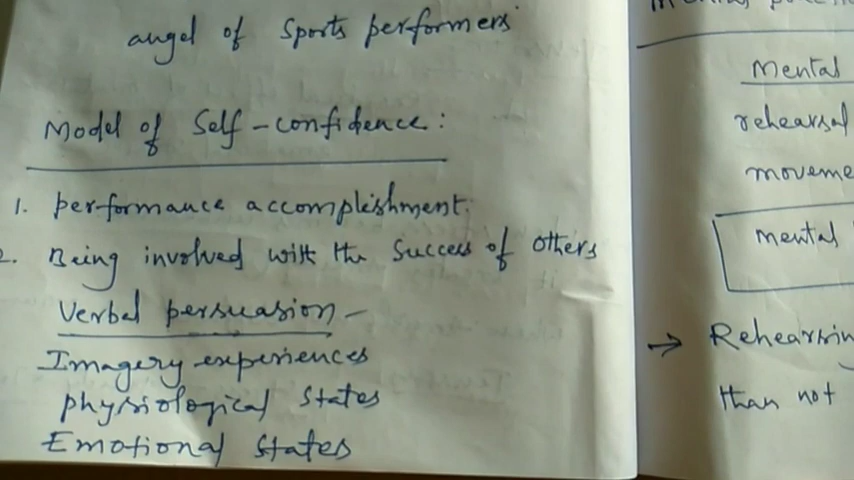 angel of Sports performers
Model of Self-confidence:
1. performance accomplishment.
2. Being involved with the Success of others
Verbal persuasion -
Imagery experiences
physiological States
Emotional States
Mental
rehearsal
moveme
mental
→ Rehearsin
than not